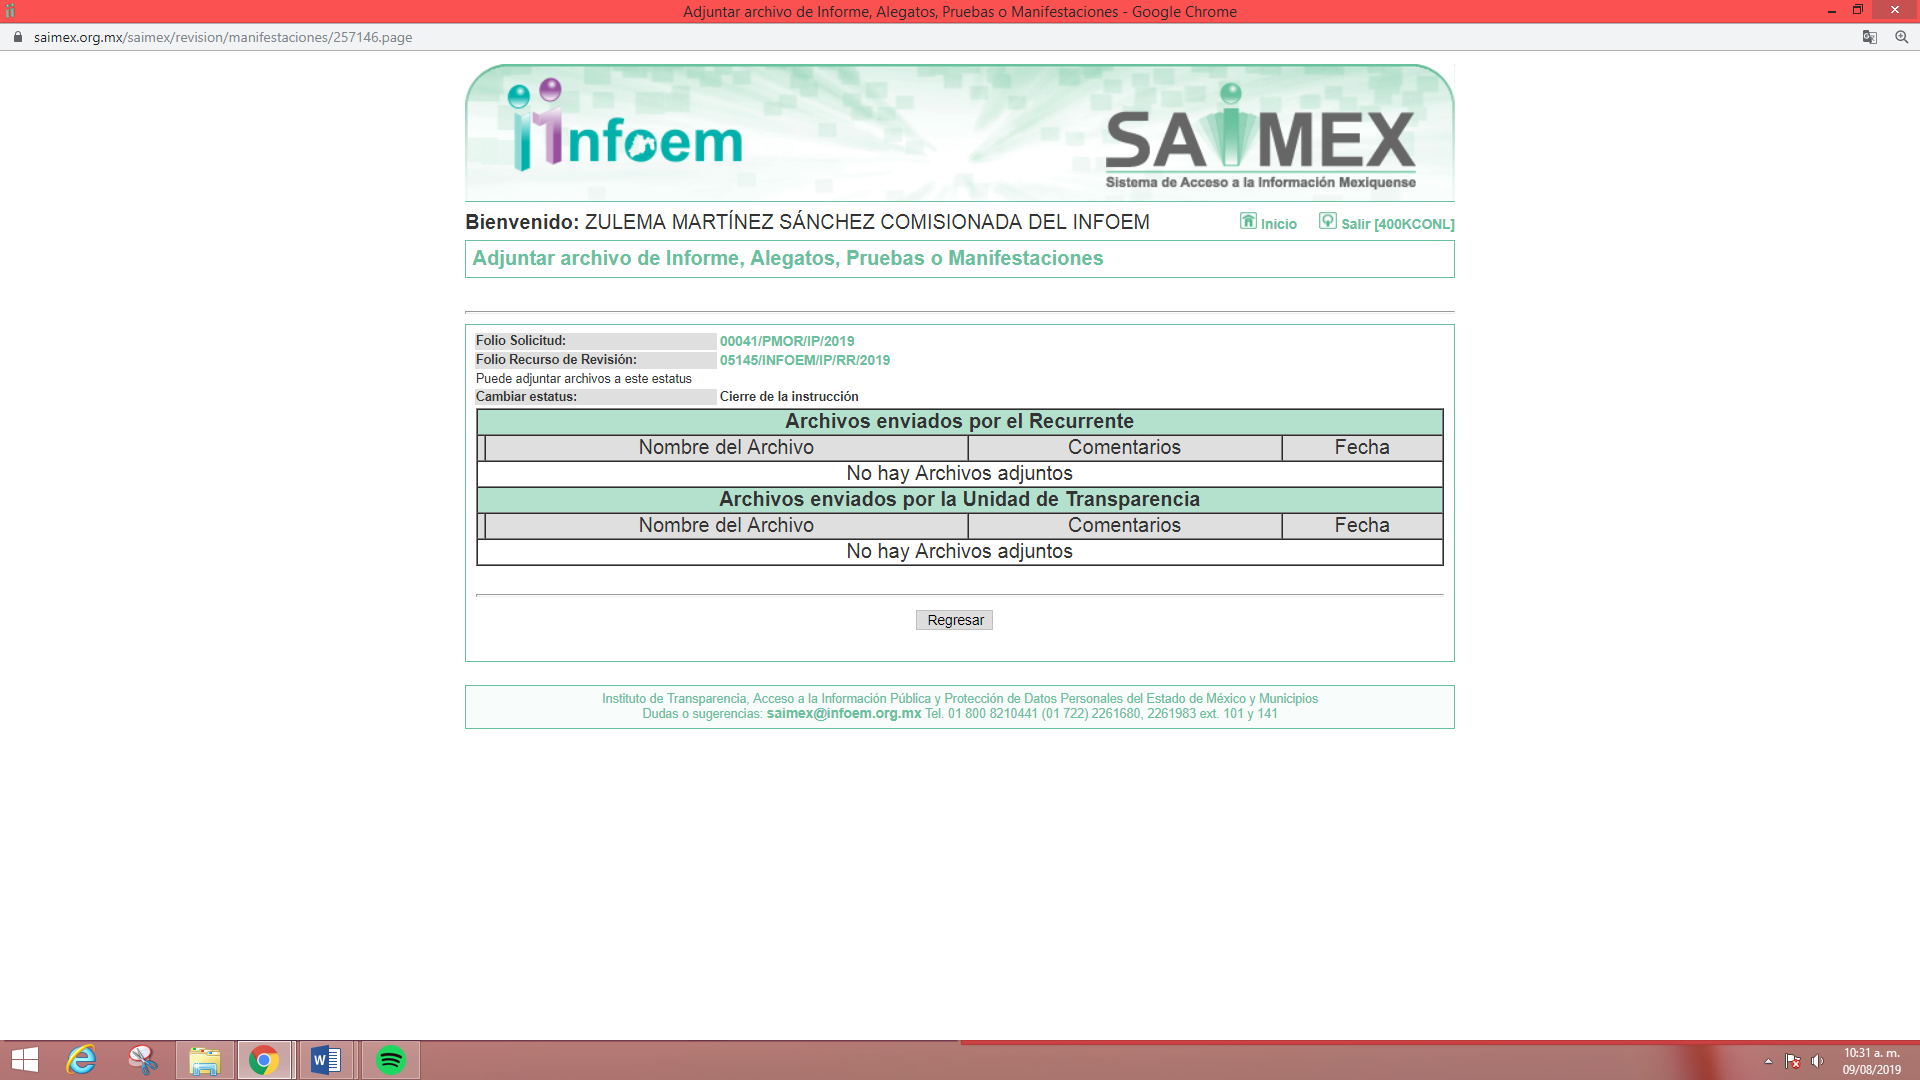 Adjuntar archivo de Informe, Alegatos, Pruebas o Manifestaciones - Google Chrome
saimex.org.mx/saimex/revision/manifestaciones/257146.page
infoem
SAIMEX
Sistema de Acceso a la Información Mexiquense
Bienvenido: ZULEMA MARTÍNEZ SÁNCHEZ COMISIONADA DEL INFOEM
Inicio
Salir [400KCONL]
Adjuntar archivo de Informe, Alegatos, Pruebas o Manifestaciones
Folio Solicitud: 00041/PMOR/IP/2019
Folio Recurso de Revisión: 05145/INFOEM/IP/RR/2019
Puede adjuntar archivos a este estatus
Cambiar estatus: Cierre de la instrucción
Archivos enviados por el Recurrente
Nombre del Archivo Comentarios Fecha
No hay Archivos adjuntos
Archivos enviados por la Unidad de Transparencia
Nombre del Archivo Comentarios Fecha
No hay Archivos adjuntos
Regresar
Instituto de Transparencia, Acceso a la Información Pública y Protección de Datos Personales del Estado de México y Municipios
Dudas o sugerencias: saimex@infoem.org.mx Tel. 01 800 8210441 (01 722) 2261680, 2261983 ext. 101 y 141
10:31 a. m.
09/08/2019